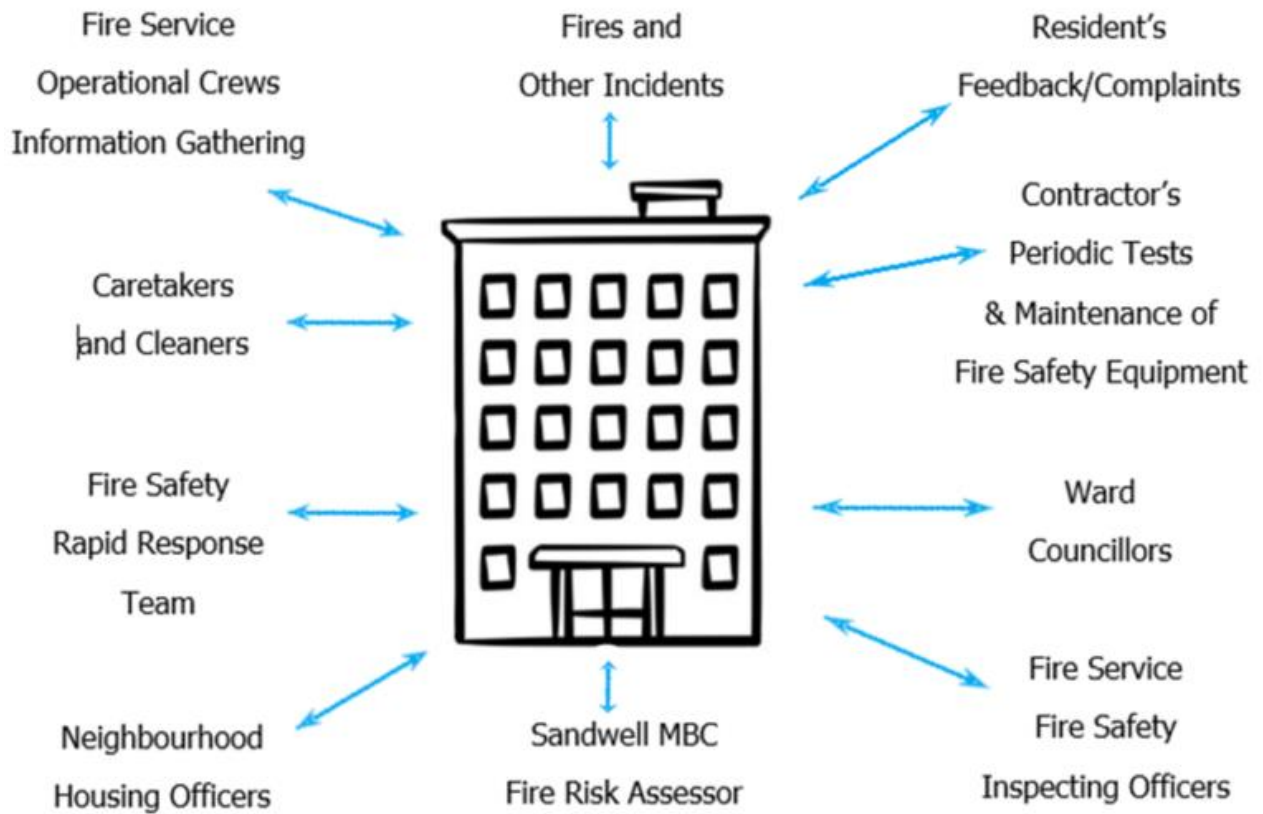 Fire Service
Operational Crews
Information Gathering
Fires and
Other Incidents
Resident’s
Feedback/Complaints
Contractor’s
Periodic Tests
& Maintenance of
Fire Safety Equipment
Caretakers
and Cleaners
Fire Safety
Rapid Response
Team
Ward
Councillors
Neighbourhood
Housing Officers
Sandwell MBC
Fire Risk Assessor
Fire Service
Fire Safety
Inspecting Officers